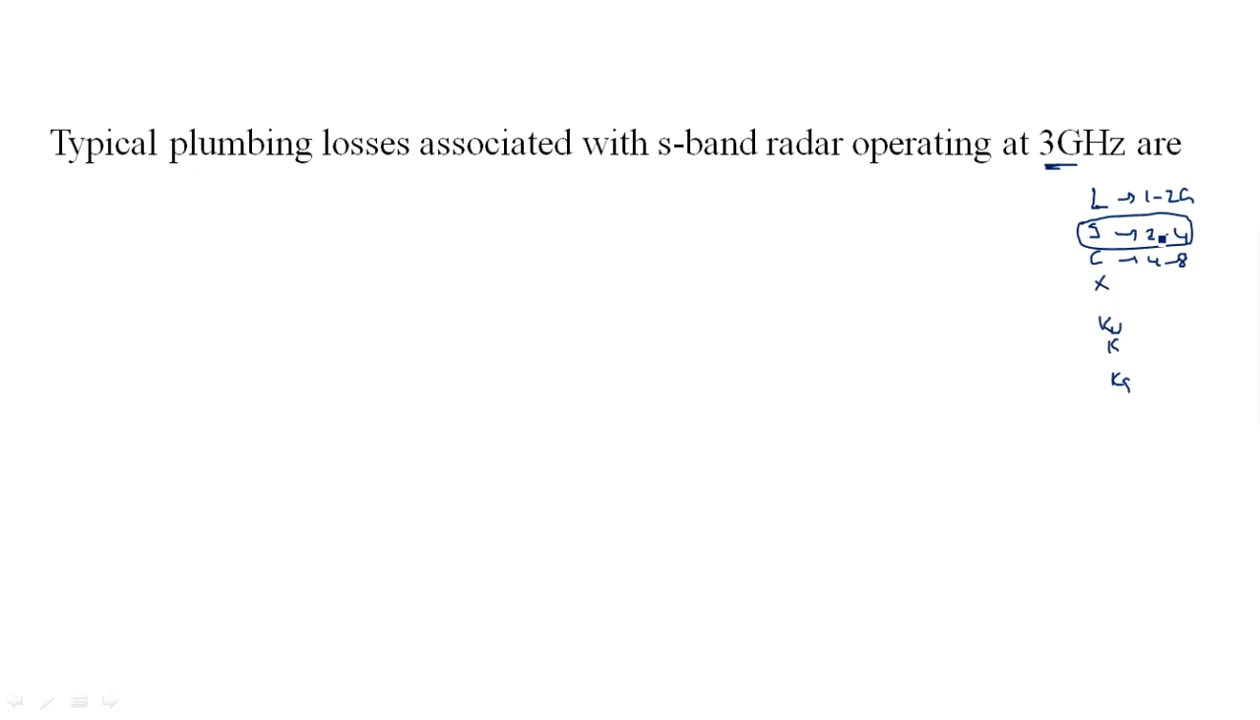 Typical plumbing losses associated with s-band radar operating at 3GHz are
L → 1-2G
S → 2-4
C → 4-8
X
Ku
K
Ka